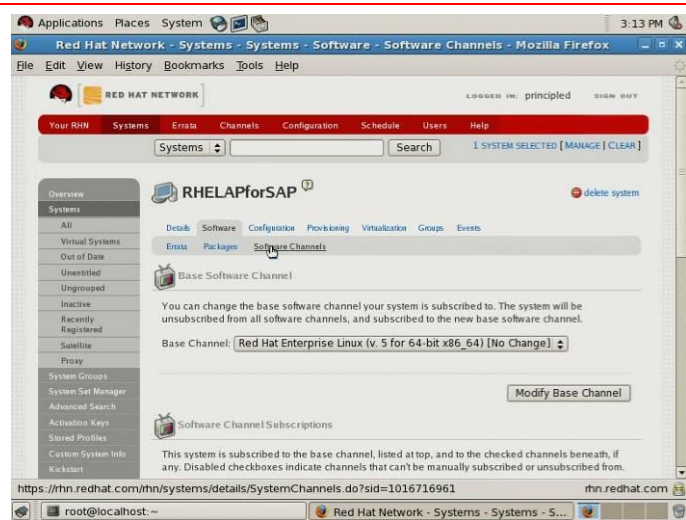 Applications Places System 3:13 PM
Red Hat Network - Systems - Systems - Software - Software Channels - Mozilla Firefox
File Edit View History Bookmarks Tools Help
RED HAT NETWORK LOGGED IN: principled SIGN OUT
Your RHN Systems Errata Channels Configuration Schedule Users Help
Systems Search 1 SYSTEM SELECTED [ MANAGE | CLEAR ]
Overview
Systems
All
Virtual Systems
Out of Date
Unentitled
Ungrouped
Inactive
Recently
Registered
Satellite
Proxy
System Groups
System Set Manager
Advanced Search
Activation Keys
Stored Profiles
Custom System Info
Kickstart
RHELAPforSAP ? delete system
Details Software Configuration Provisioning Virtualization Groups Events
Errata Packages Software Channels
Base Software Channel
You can change the base software channel your system is subscribed to. The system will be
unsubscribed from all software channels, and subscribed to the new base software channel.
Base Channel: Red Hat Enterprise Linux (v. 5 for 64-bit x86_64) [No Change]
Modify Base Channel
Software Channel Subscriptions
This system is subscribed to the base channel, listed at top, and to the checked channels beneath, if
any. Disabled checkboxes indicate channels that can't be manually subscribed or unsubscribed from.
https://rhn.redhat.com/rhn/systems/details/SystemChannels.do?sid=1016716961 rhn.redhat.com
root@localhost:~ Red Hat Network - Systems - Systems - S...